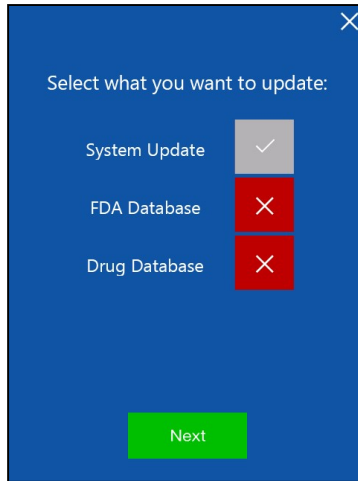 Select what you want to update:
System Update
FDA Database
Drug Database
Next